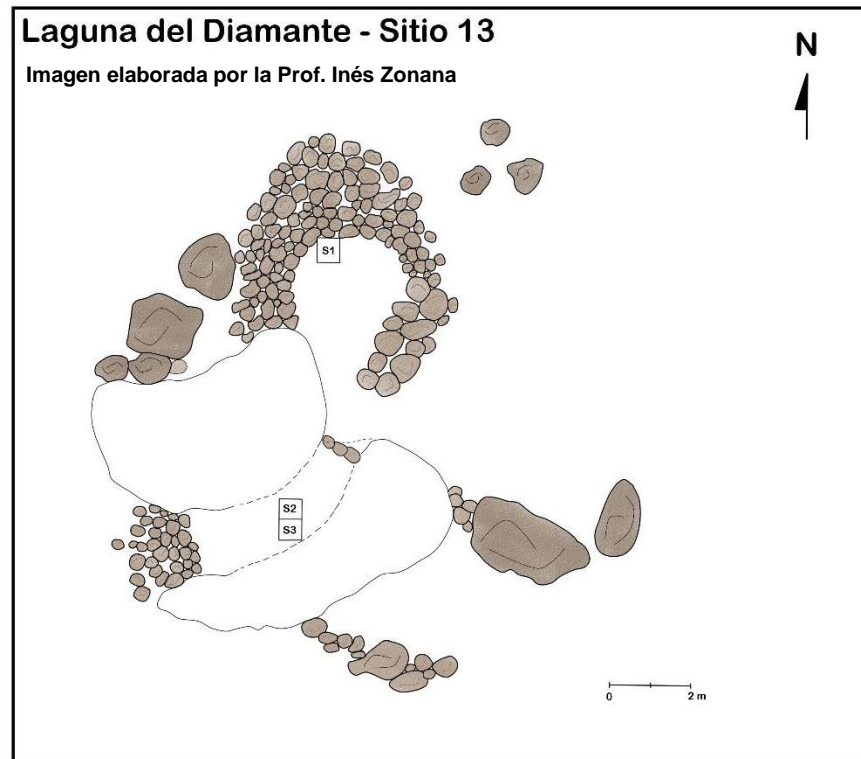 Laguna del Diamante - Sitio 13
Imagen elaborada por la Prof. Inés Zonana
N
S1
S2
S3
0 2 m